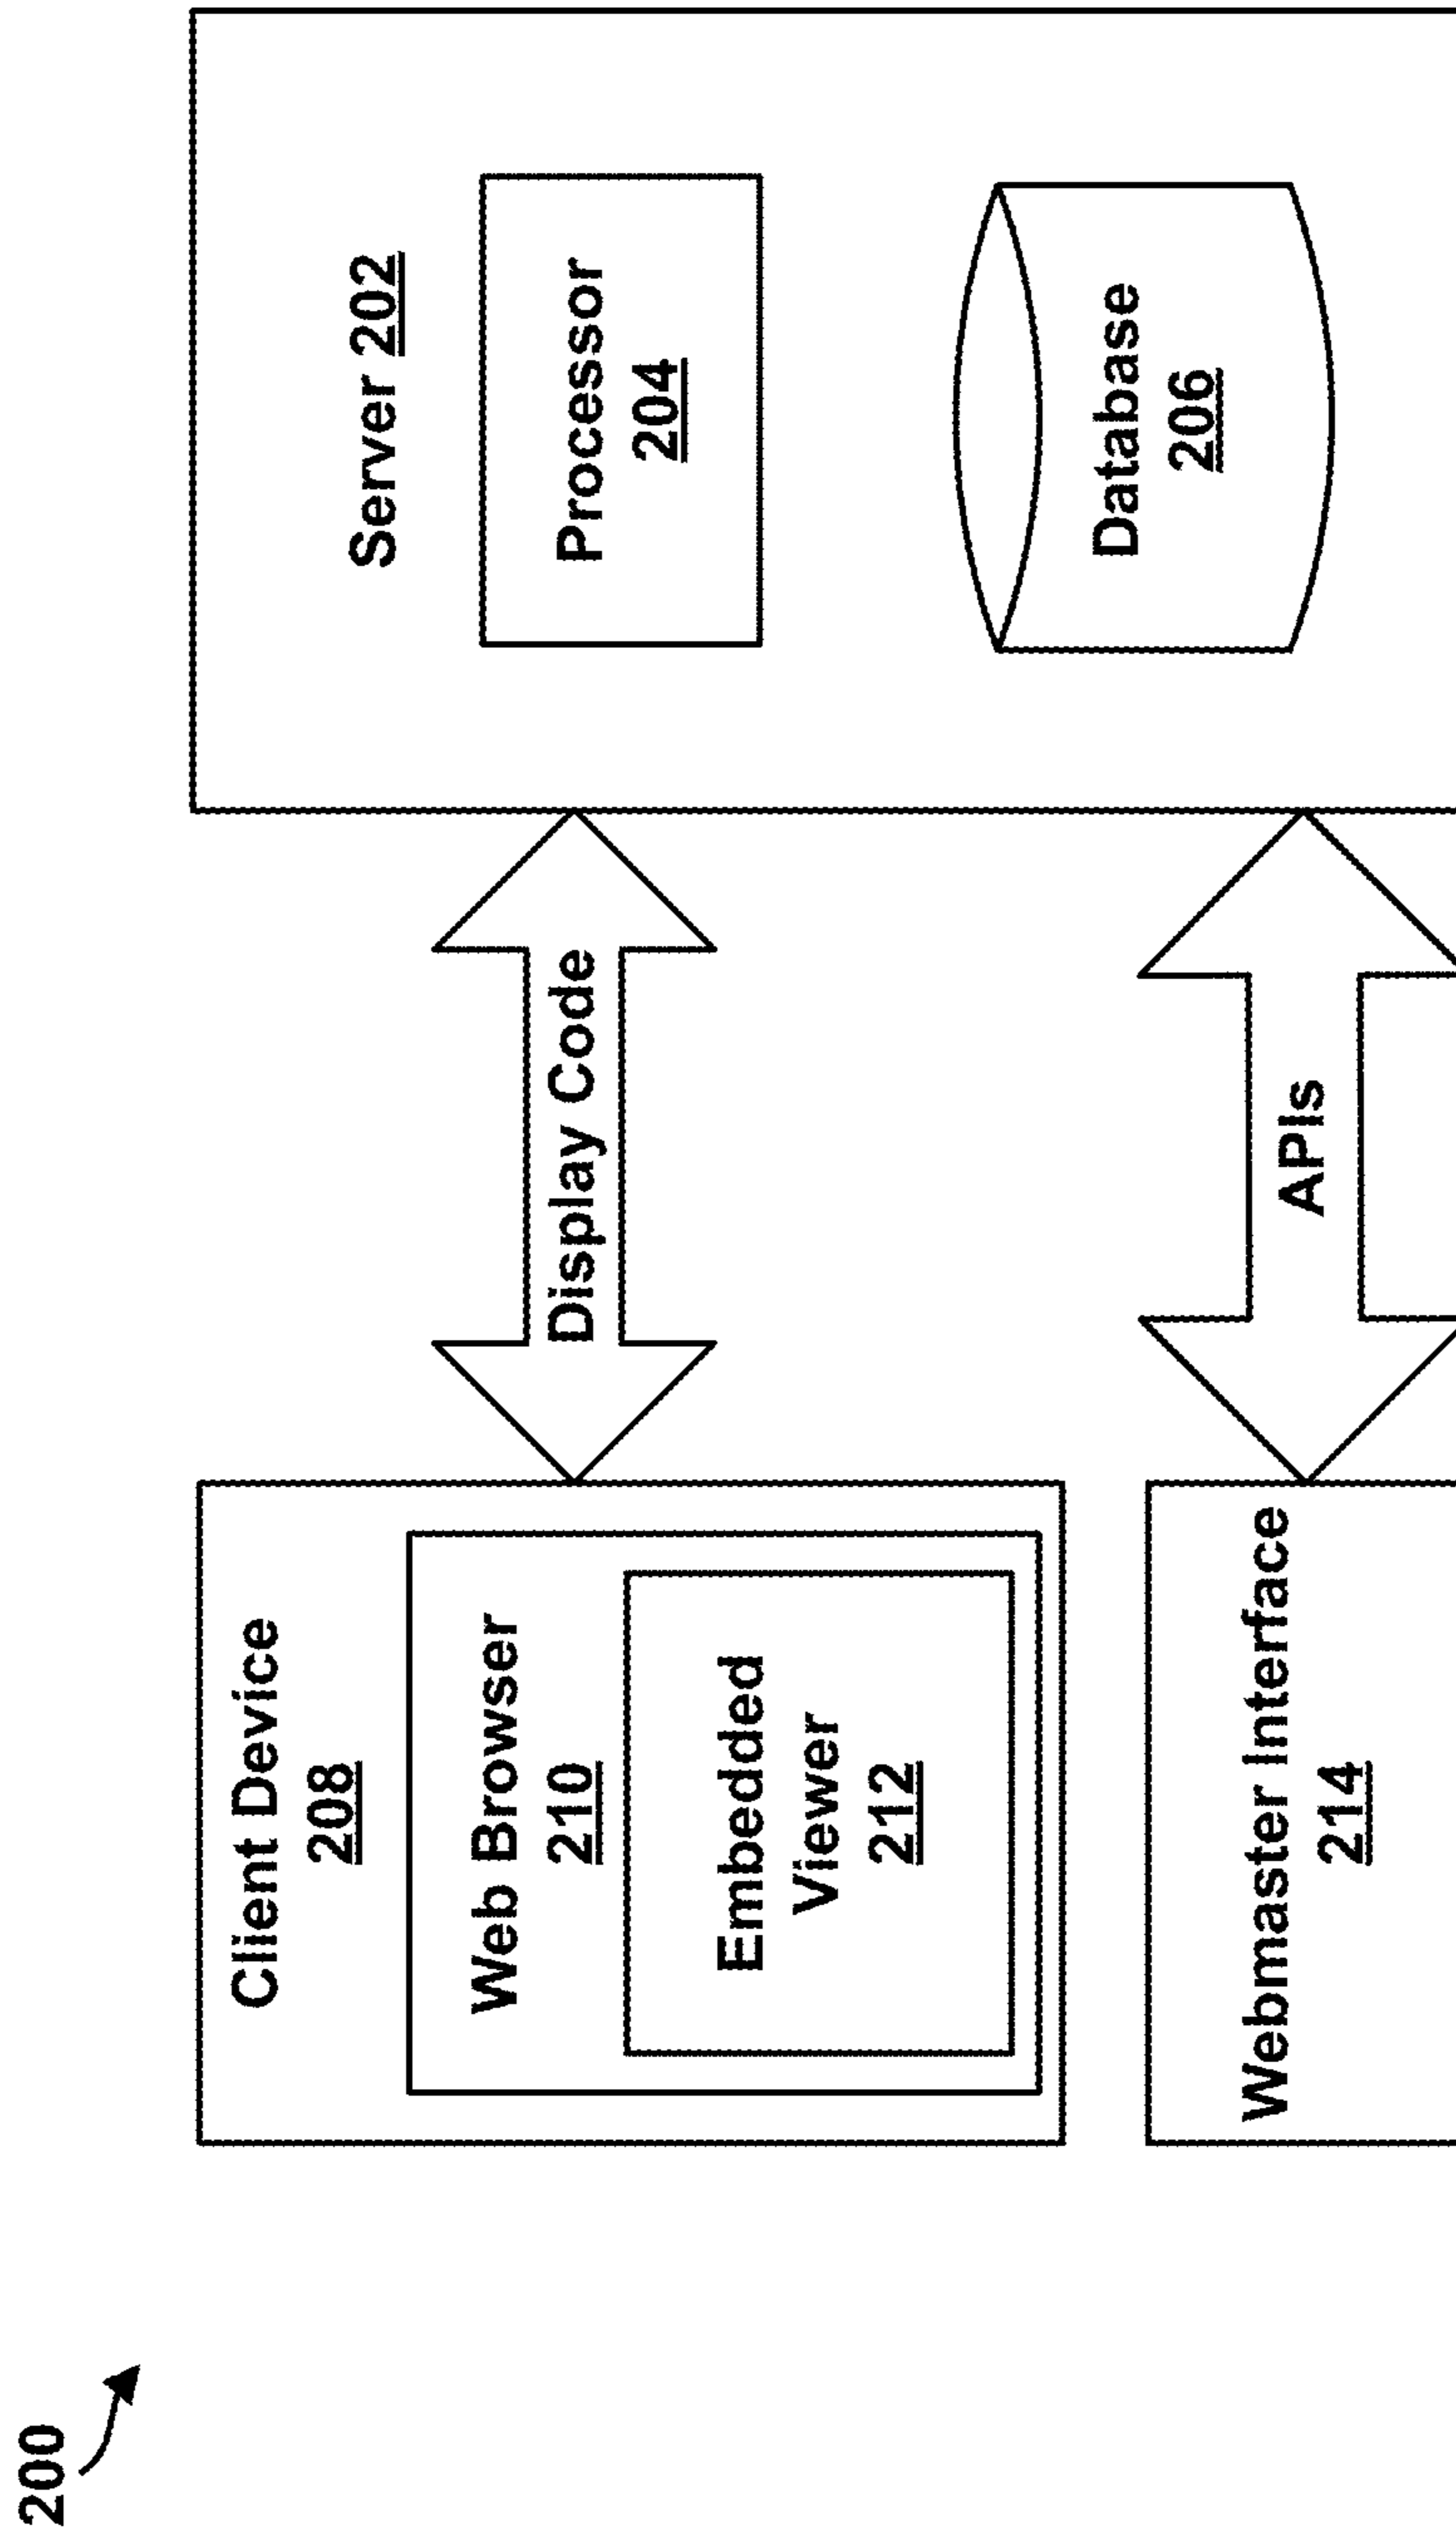 200
Client Device
208
Web Browser
210
Embedded
Viewer
212
Webmaster Interface
214
Display Code
APIs
Server 202
Processor
204
Database
206